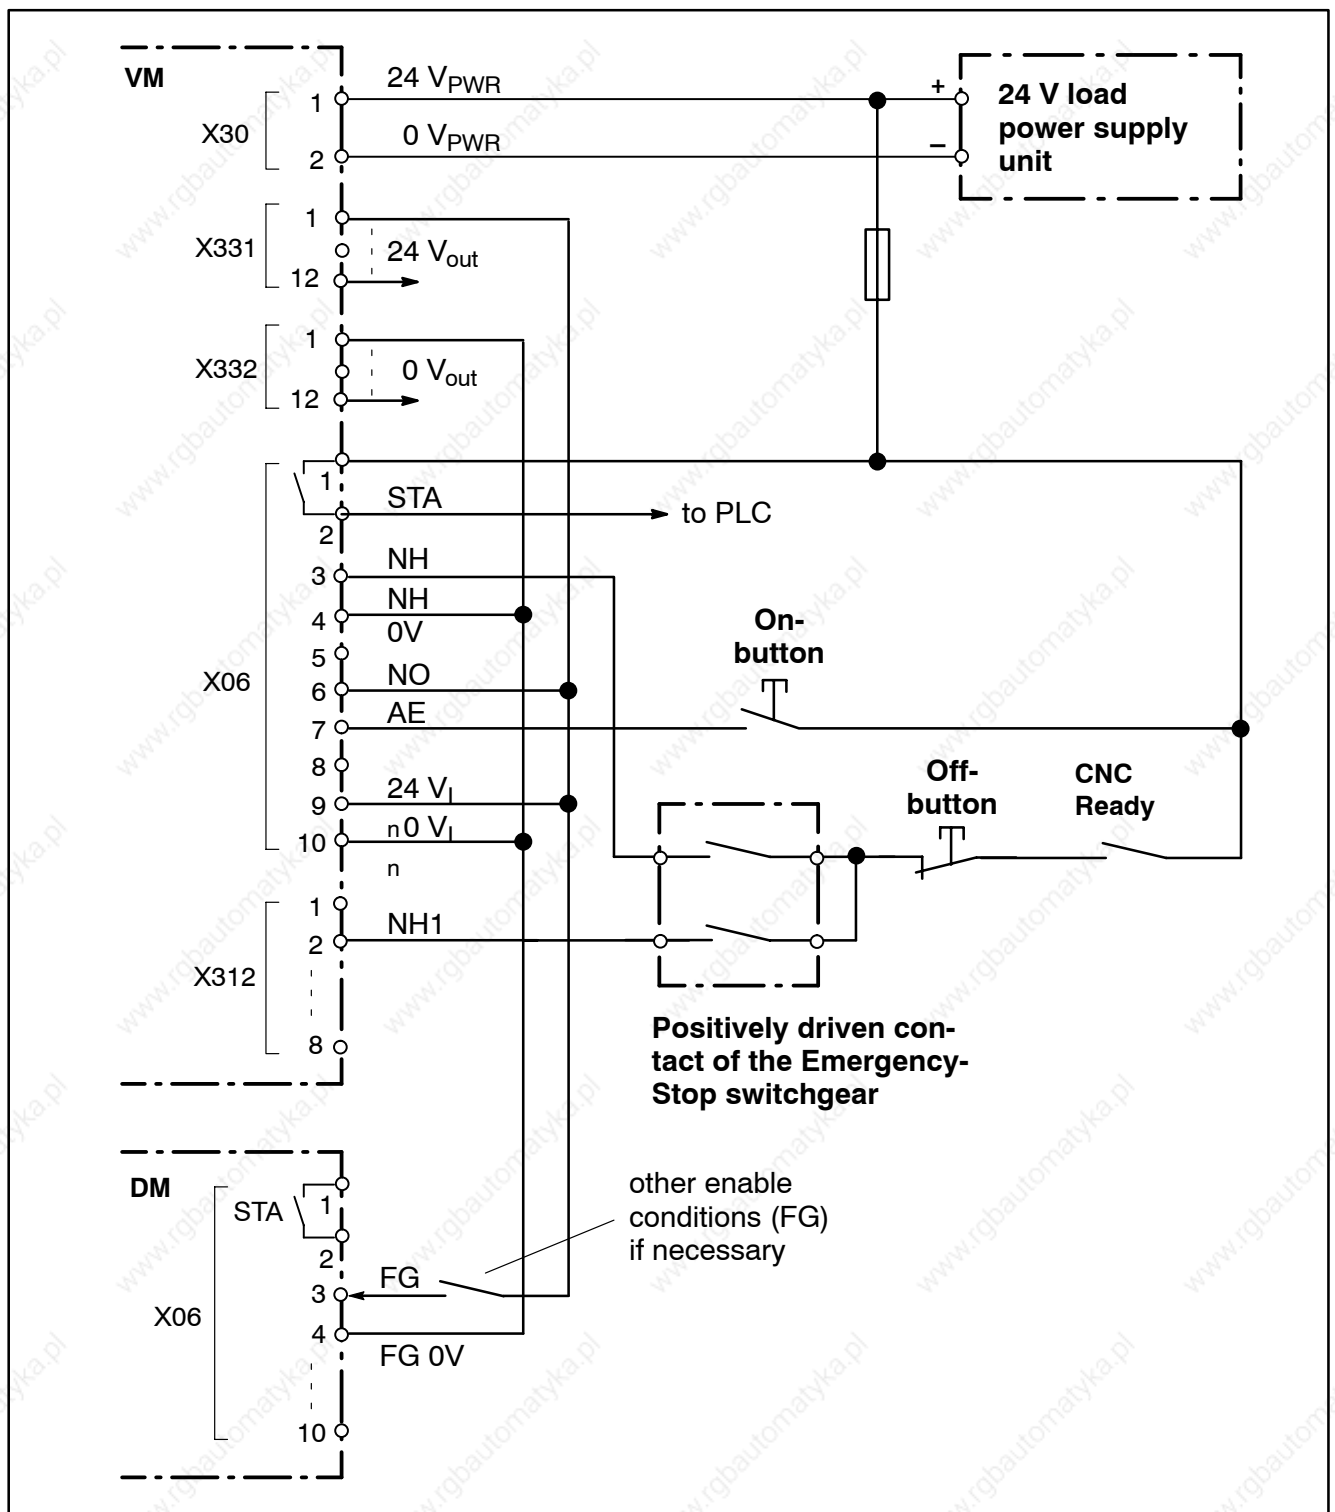 VM
X30
1
24 VPWR
2
0 VPWR
+
–
24 V load
power supply
unit
X331
1
24 Vout
12
X332
1
0 Vout
12
X06
1
STA
to PLC
2
3
NH
4
NH
0V
5
6
NO
7
AE
8
9
24 VI
n
10
0 VI
n
On-
button
Off-
button
CNC
Ready
X312
1
2
NH1
8
Positively driven con-
tact of the Emergency-
Stop switchgear
DM
X06
STA
1
2
3
FG
4
FG 0V
10
other enable
conditions (FG)
if necessary
www.rgbautomatyka.pl